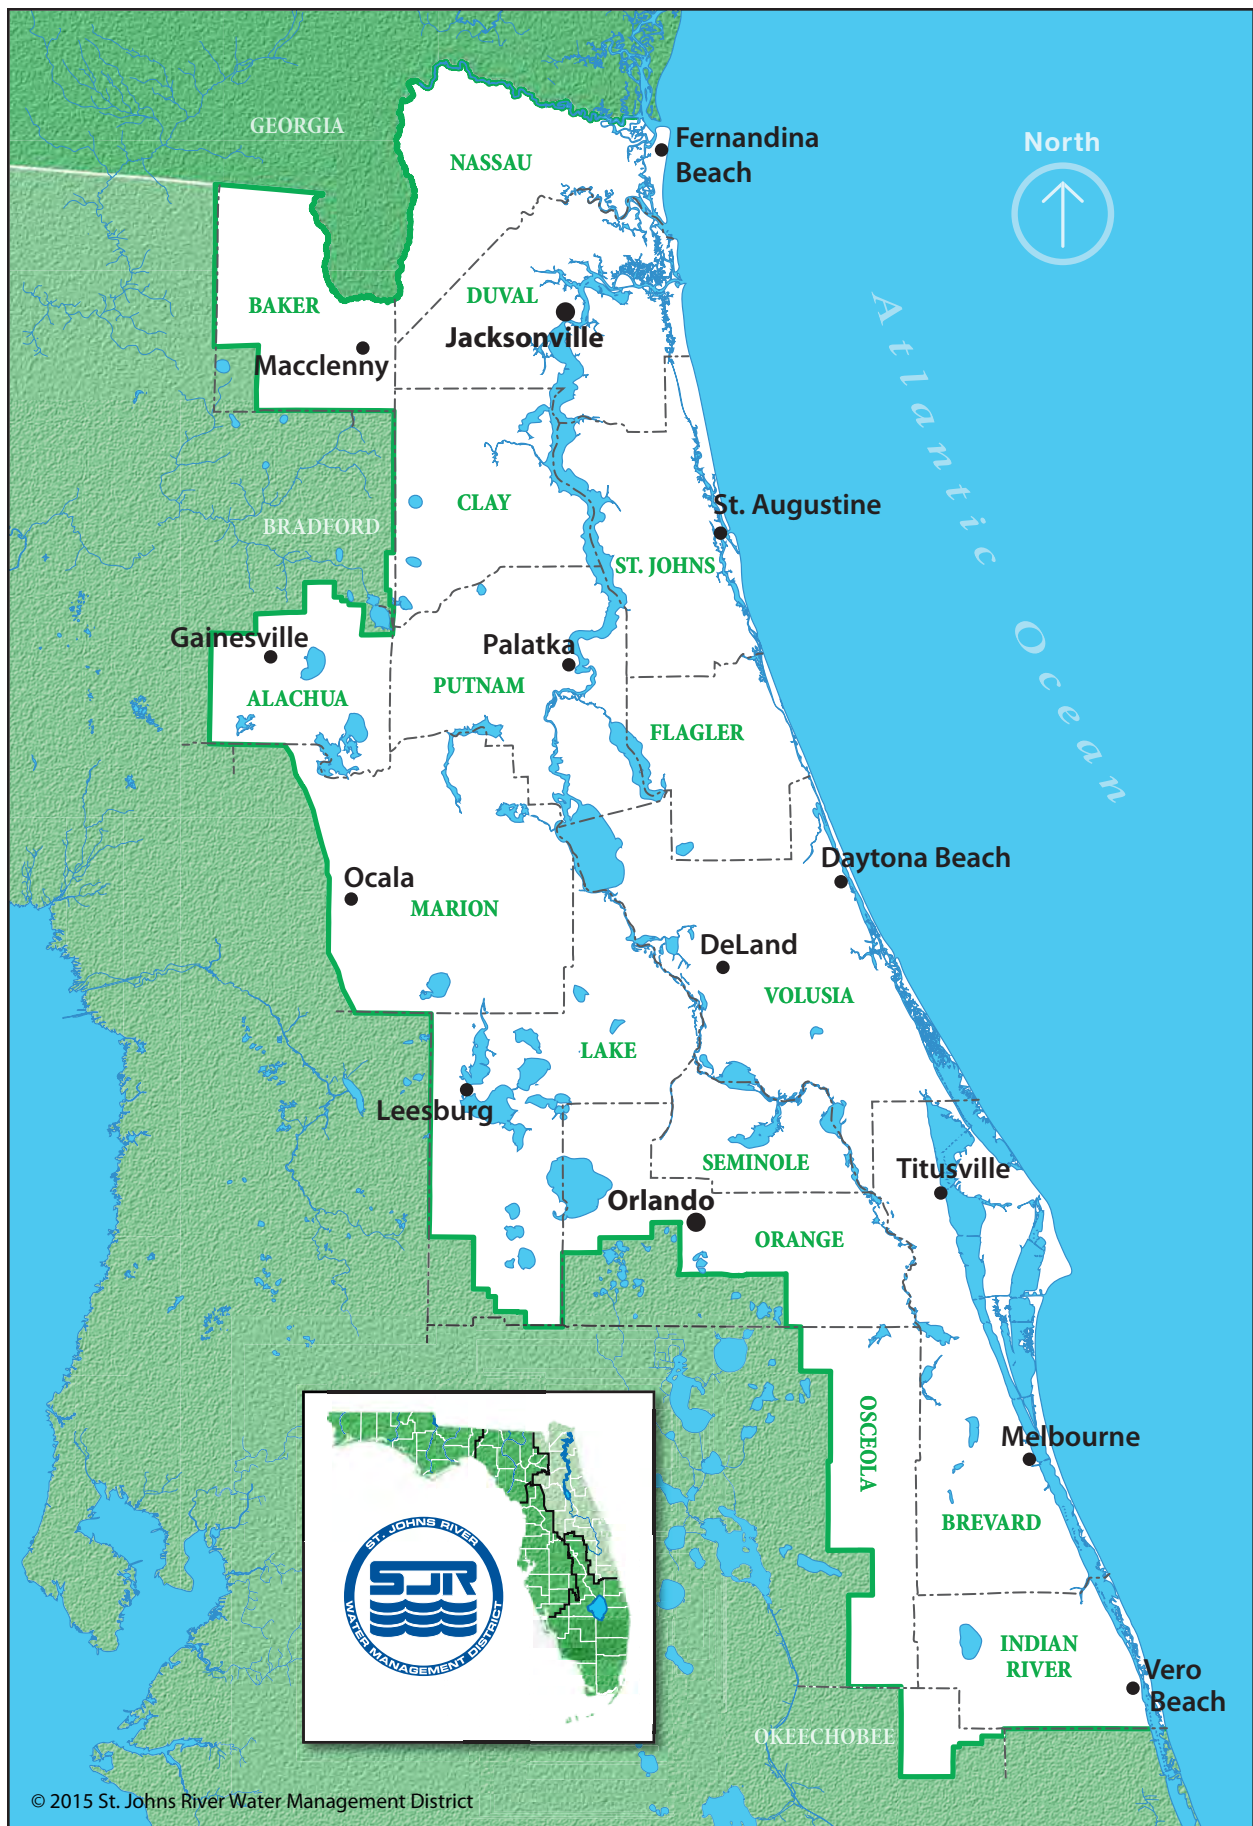 GEORGIA
NASSAU
Fernandina
Beach
North
BAKER
DUVAL
Jacksonville
Macclenny
Atlantic Ocean
CLAY
St. Augustine
BRADFORD
ST. JOHNS
Gainesville
Palatka
ALACHUA
PUTNAM
FLAGLER
Daytona Beach
Ocala
MARION
DeLand
VOLUSIA
LAKE
Leesburg
SEMINOLE
Titusville
Orlando
ORANGE
OSCEOLA
Melbourne
BREVARD
ST. JOHNS RIVER
SJR
WATER MANAGEMENT DISTRICT
INDIAN
RIVER
Vero
Beach
OKEECHOBEE
© 2015 St. Johns River Water Management District